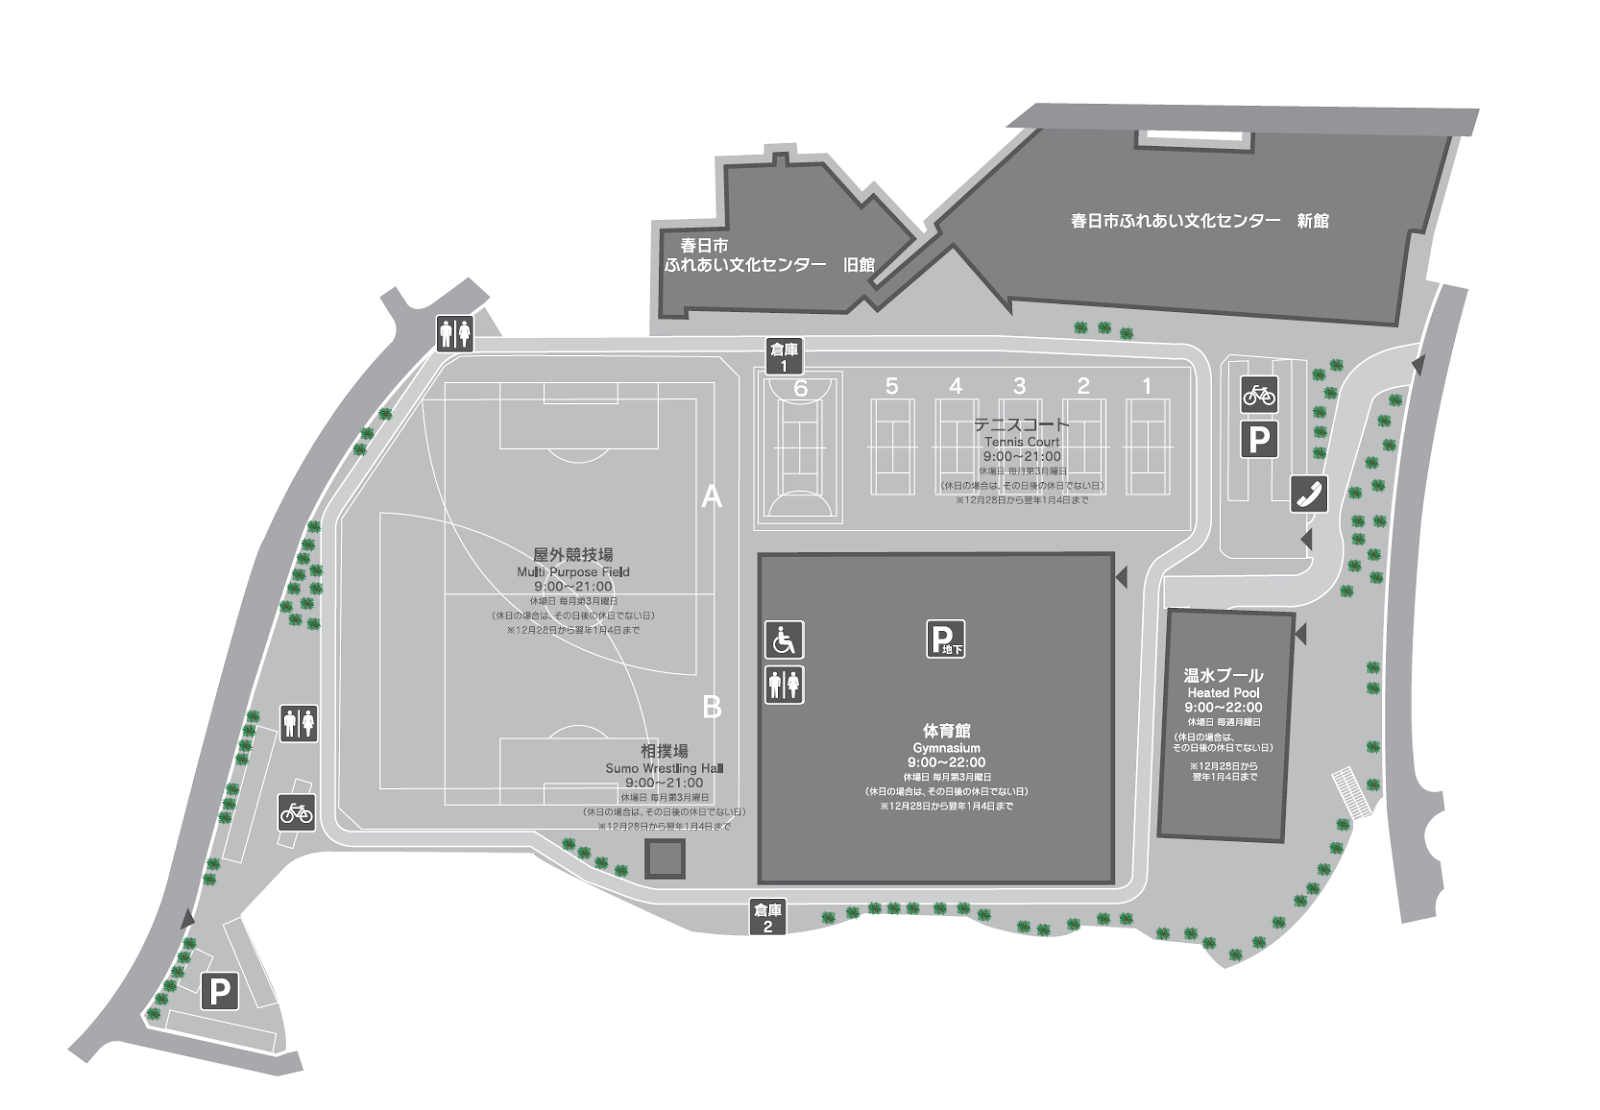 春日市ふれあい文化センター　新館
春日市
ふれあい文化センター　旧館
倉庫
1
6
5
4
3
2
1
テニスコート
Tennis Court
9:00〜21:00
休場日 毎月第3月曜日
（休日の場合は、その日後の休日でない日）
※12月28日から翌年1月4日まで
P
A
屋外競技場
Multi Purpose Field
9:00〜21:00
休場日 毎月第3月曜日
（休日の場合は、その日後の休日でない日）
※12月28日から翌年1月4日まで
B
相撲場
Sumo Wrestling Hall
9:00〜21:00
休場日 毎月第3月曜日
（休日の場合は、その日後の休日でない日）
※12月28日から翌年1月4日まで
P地下
体育館
Gymnasium
9:00〜22:00
休場日 毎月第3月曜日
（休日の場合は、その日後の休日でない日）
※12月28日から翌年1月4日まで
温水プール
Heated Pool
9:00〜22:00
休場日 毎週月曜日
（休日の場合は、
その日後の休日でない日）
※12月28日から
翌年1月4日まで
倉庫
2
P